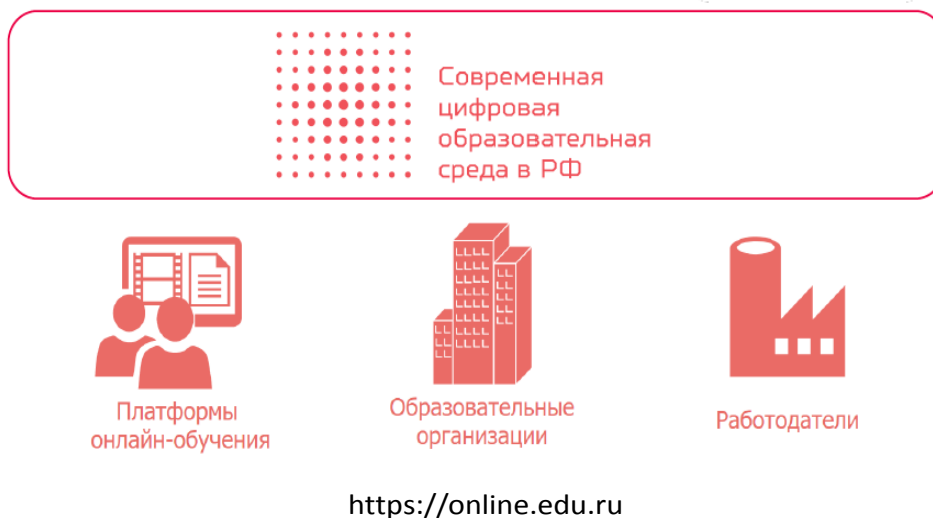 Современная
цифровая
образовательная
среда в РФ
Платформы
онлайн-обучения
Образовательные
организации
Работодатели
https://online.edu.ru